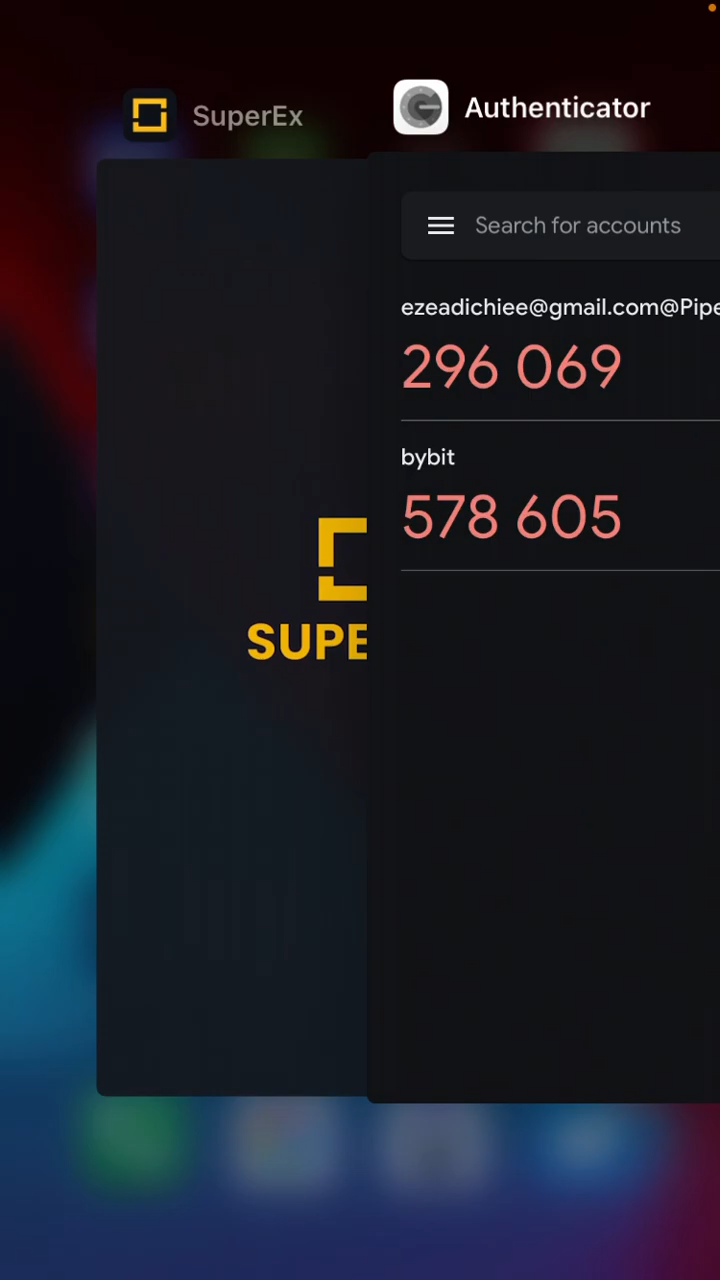 SuperEx
Authenticator
Search for accounts
ezeadichiee@gmail.com@Pipe
296 069
bybit
578 605
SUPE